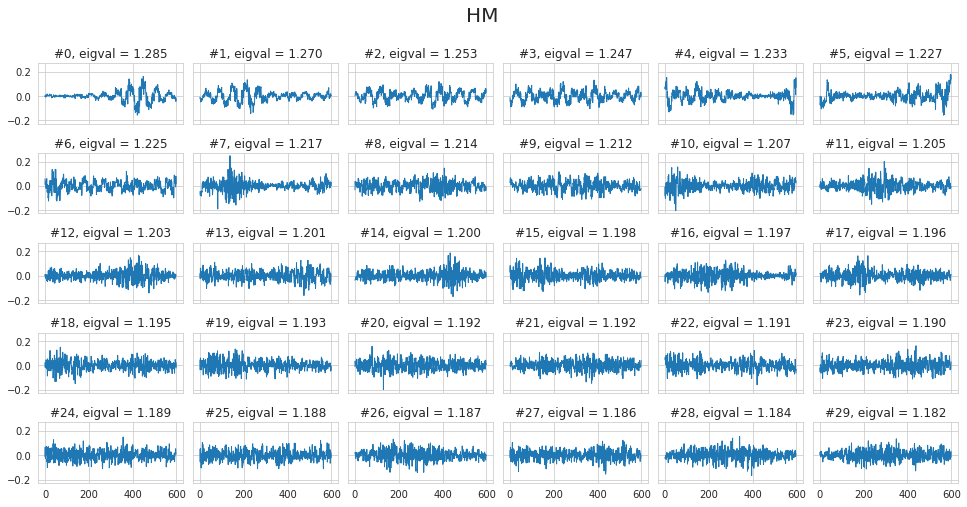 HM
#0, eigval = 1.285 #1, eigval = 1.270 #2, eigval = 1.253 #3, eigval = 1.247 #4, eigval = 1.233 #5, eigval = 1.227
0.2
0.0
−0.2
#6, eigval = 1.225 #7, eigval = 1.217 #8, eigval = 1.214 #9, eigval = 1.212 #10, eigval = 1.207 #11, eigval = 1.205
0.2
0.0
−0.2
#12, eigval = 1.203 #13, eigval = 1.201 #14, eigval = 1.200 #15, eigval = 1.198 #16, eigval = 1.197 #17, eigval = 1.196
0.2
0.0
−0.2
#18, eigval = 1.195 #19, eigval = 1.193 #20, eigval = 1.192 #21, eigval = 1.192 #22, eigval = 1.191 #23, eigval = 1.190
0.2
0.0
−0.2
#24, eigval = 1.189 #25, eigval = 1.188 #26, eigval = 1.187 #27, eigval = 1.186 #28, eigval = 1.184 #29, eigval = 1.182
0.2
0.0
−0.2
0 200 400 600 0 200 400 600 0 200 400 600 0 200 400 600 0 200 400 600 0 200 400 600